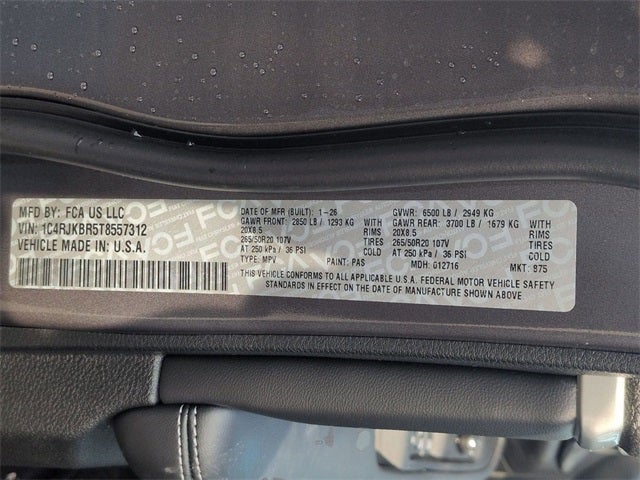 MFD BY: FCA US LLC
VIN: 1C4RJKBR5T8557312
VEHICLE MADE IN U.S.A.
DATE OF MFR (BUILT): 1-26 GVWR: 6500 LB / 2949 KG
GAWR FRONT: 2850 LB / 1293 KG WITH GAWR REAR: 3700 LB / 1679 KG WITH
20X8.5 RIMS 20X8.5 RIMS
265/50R20 107V TIRES 265/50R20 107V TIRES
AT 250 kPa / 36 PSI COLD AT 250 kPa / 36 PSI COLD
TYPE: MPV PAINT: PAS MDH: 012716 MKT: 875
THIS VEHICLE CONFORMS TO ALL APPLICABLE U.S.A. FEDERAL MOTOR VEHICLE SAFETY
STANDARDS IN EFFECT ON THE DATE OF MANUFACTURE SHOWN ABOVE